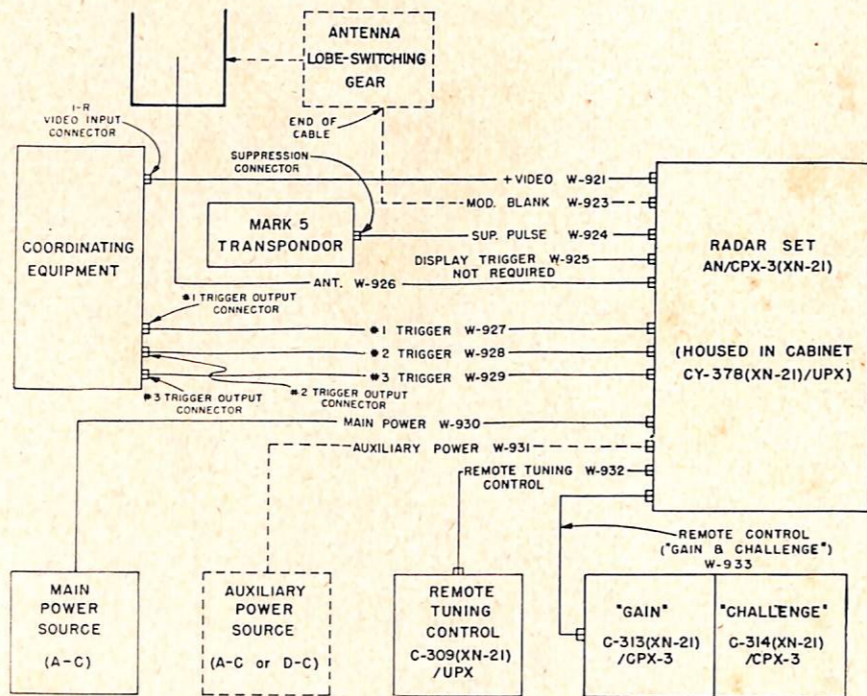 ANTENNA
LOBE-SWITCHING
GEAR
I-R
VIDEO INPUT
CONNECTOR
END OF
CABLE
SUPPRESSION
CONNECTOR
COORDINATING
EQUIPMENT
MARK 5
TRANSPONDOR
+VIDEO W-921
MOD. BLANK W-923
SUP. PULSE W-924
DISPLAY TRIGGER W-925
NOT REQUIRED
ANT. W-926
RADAR SET
AN/CPX-3(XN-21)
(HOUSED IN CABINET
CY-378(XN-21)/UPX)
#1 TRIGGER OUTPUT
CONNECTOR
#1 TRIGGER W-927
#2 TRIGGER W-928
#3 TRIGGER W-929
#3 TRIGGER OUTPUT
CONNECTOR
#2 TRIGGER OUTPUT
CONNECTOR
MAIN POWER W-930
AUXILIARY POWER W-931
REMOTE TUNING W-932
CONTROL
REMOTE CONTROL
("GAIN & CHALLENGE")
W-933
MAIN
POWER
SOURCE
(A-C)
AUXILIARY
POWER
SOURCE
(A-C or D-C)
REMOTE
TUNING
CONTROL
C-309(XN-21)
/UPX
"GAIN"
C-313(XN-21)
/CPX-3
"CHALLENGE"
C-314(XN-21)
/CPX-3